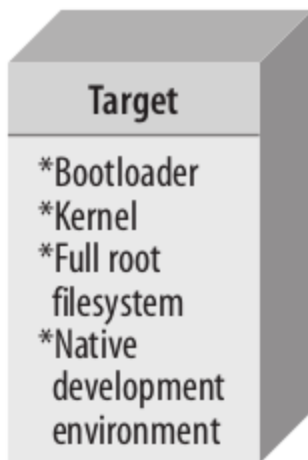 Target
*Bootloader
*Kernel
*Full root
filesystem
*Native
development
environment